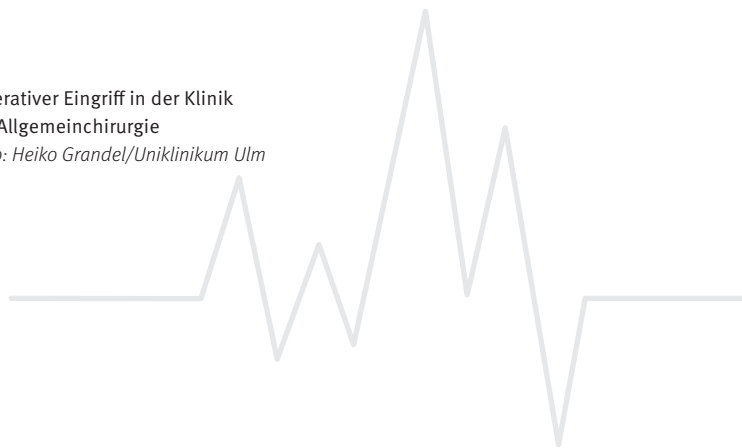 erativer Eingriff in der Klinik
Allgemeinchirurgie
: Heiko Grandel/Uniklinikum Ulm